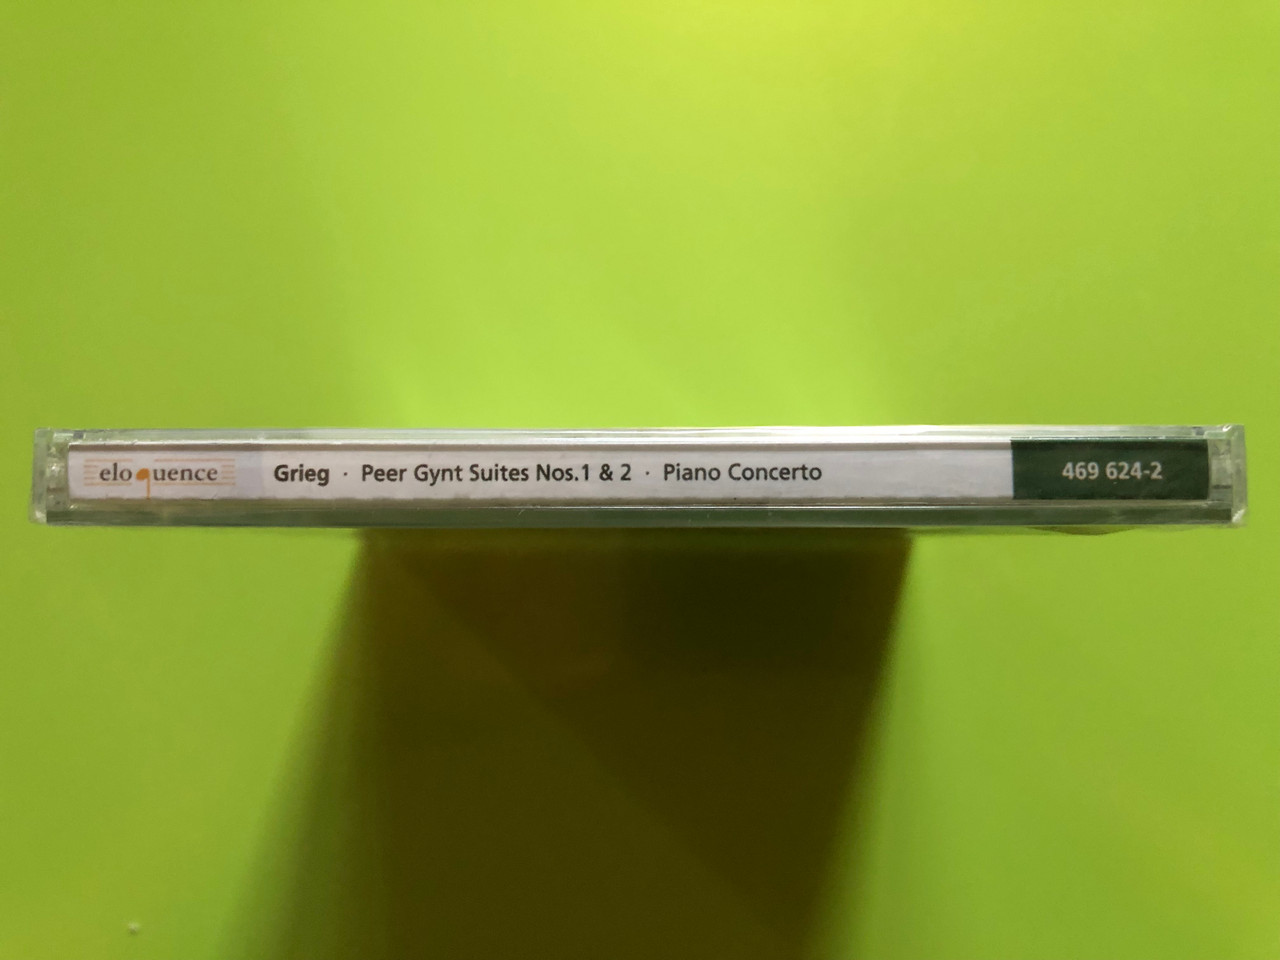 eloquence Grieg · Peer Gynt Suites Nos.1 & 2 · Piano Concerto 469 624-2